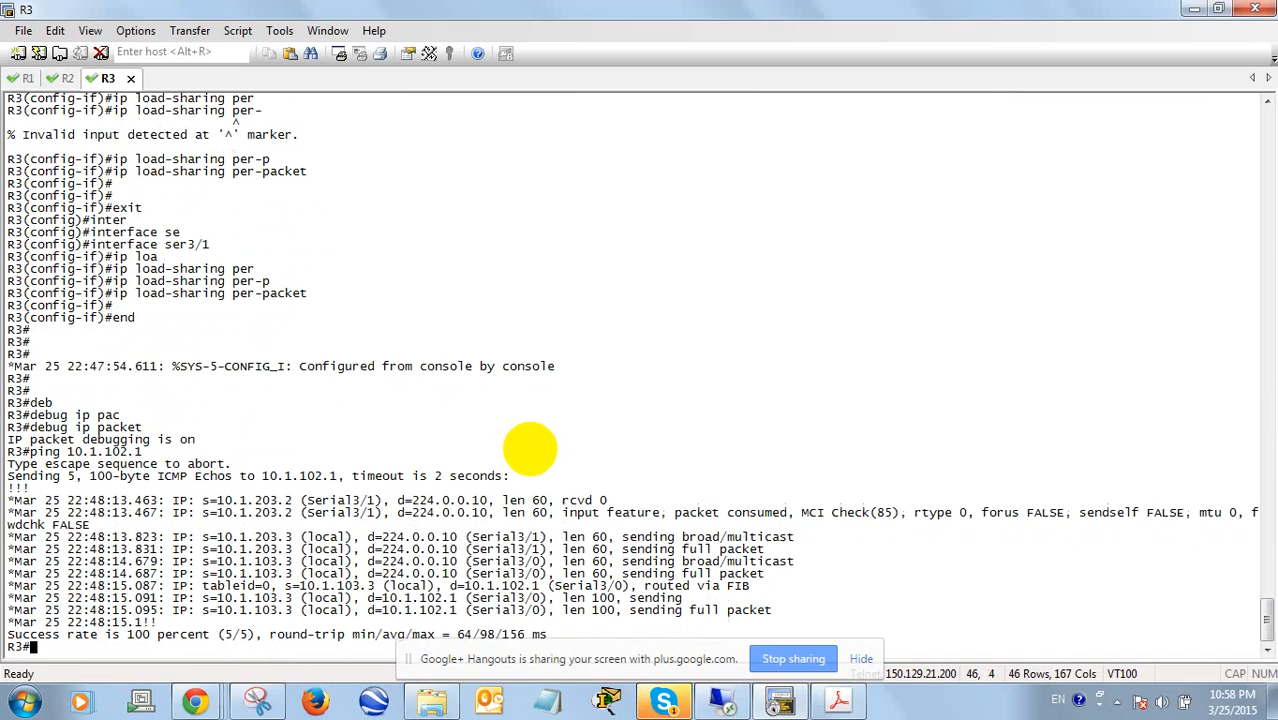 R3
File Edit View Options Transfer Script Tools Window Help
Enter host <Alt+R>
R1 R2 R3
R3(config-if)#ip load-sharing per
R3(config-if)#ip load-sharing per-
^
% Invalid input detected at '^' marker.
R3(config-if)#ip load-sharing per-p
R3(config-if)#ip load-sharing per-packet
R3(config-if)#
R3(config-if)#
R3(config-if)#exit
R3(config)#inter
R3(config)#interface se
R3(config)#interface ser3/1
R3(config-if)#ip loa
R3(config-if)#ip load-sharing per
R3(config-if)#ip load-sharing per-p
R3(config-if)#ip load-sharing per-packet
R3(config-if)#
R3(config-if)#end
R3#
R3#
R3#
*Mar 25 22:47:54.611: %SYS-5-CONFIG_I: Configured from console by console
R3#
R3#
R3#deb
R3#debug ip pac
R3#debug ip packet
IP packet debugging is on
R3#ping 10.1.102.1
Type escape sequence to abort.
Sending 5, 100-byte ICMP Echos to 10.1.102.1, timeout is 2 seconds:
!!!
*Mar 25 22:48:13.463: IP: s=10.1.203.2 (Serial3/1), d=224.0.0.10, len 60, rcvd 0
*Mar 25 22:48:13.467: IP: s=10.1.203.2 (Serial3/1), d=224.0.0.10, len 60, input feature, packet consumed, MCI Check(85), rtype 0, forus FALSE, sendself FALSE, mtu 0, f
wdchk FALSE
*Mar 25 22:48:13.823: IP: s=10.1.203.3 (local), d=224.0.0.10 (Serial3/1), len 60, sending broad/multicast
*Mar 25 22:48:13.831: IP: s=10.1.203.3 (local), d=224.0.0.10 (Serial3/1), len 60, sending full packet
*Mar 25 22:48:14.679: IP: s=10.1.103.3 (local), d=224.0.0.10 (Serial3/0), len 60, sending broad/multicast
*Mar 25 22:48:14.687: IP: s=10.1.103.3 (local), d=224.0.0.10 (Serial3/0), len 60, sending full packet
*Mar 25 22:48:15.087: IP: tableid=0, s=10.1.103.3 (local), d=10.1.102.1 (Serial3/0), routed via FIB
*Mar 25 22:48:15.091: IP: s=10.1.103.3 (local), d=10.1.102.1 (Serial3/0), len 100, sending
*Mar 25 22:48:15.095: IP: s=10.1.103.3 (local), d=10.1.102.1 (Serial3/0), len 100, sending full packet
*Mar 25 22:48:15.1!!
Success rate is 100 percent (5/5), round-trip min/avg/max = 64/98/156 ms
R3#
Google+ Hangouts is sharing your screen with plus.google.com. Stop sharing Hide
Ready 150.129.21.200 46, 4 46 Rows, 167 Cols VT100 CAP NUM
EN 10:58 PM
3/25/2015